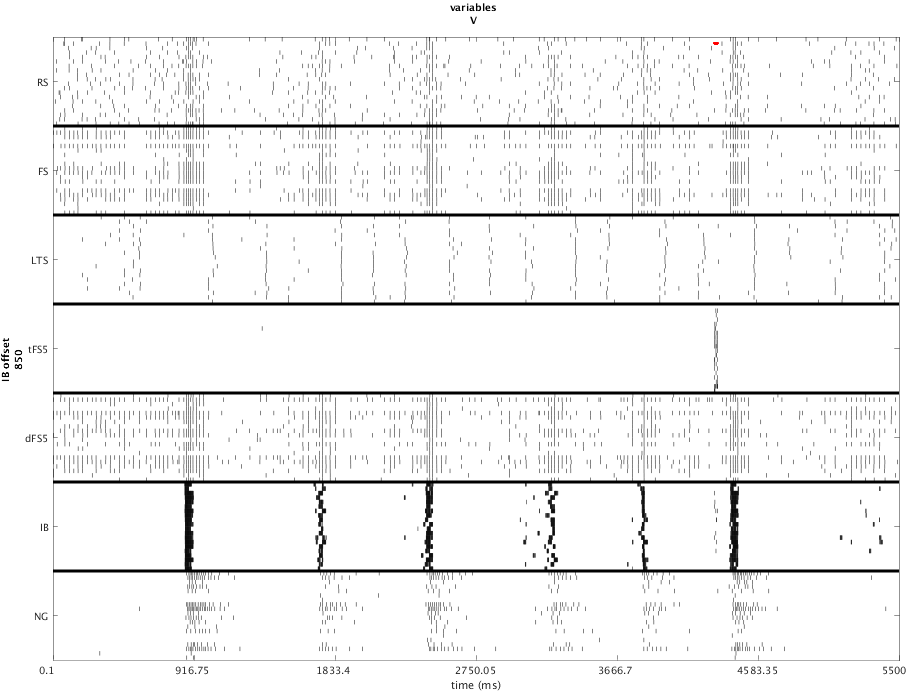 variables
V
RS
FS
LTS
tFS5
IB offset
850
dFS5
IB
NG
0.1 916.75 1833.4 2750.05 3666.7 4583.35 5500
time (ms)